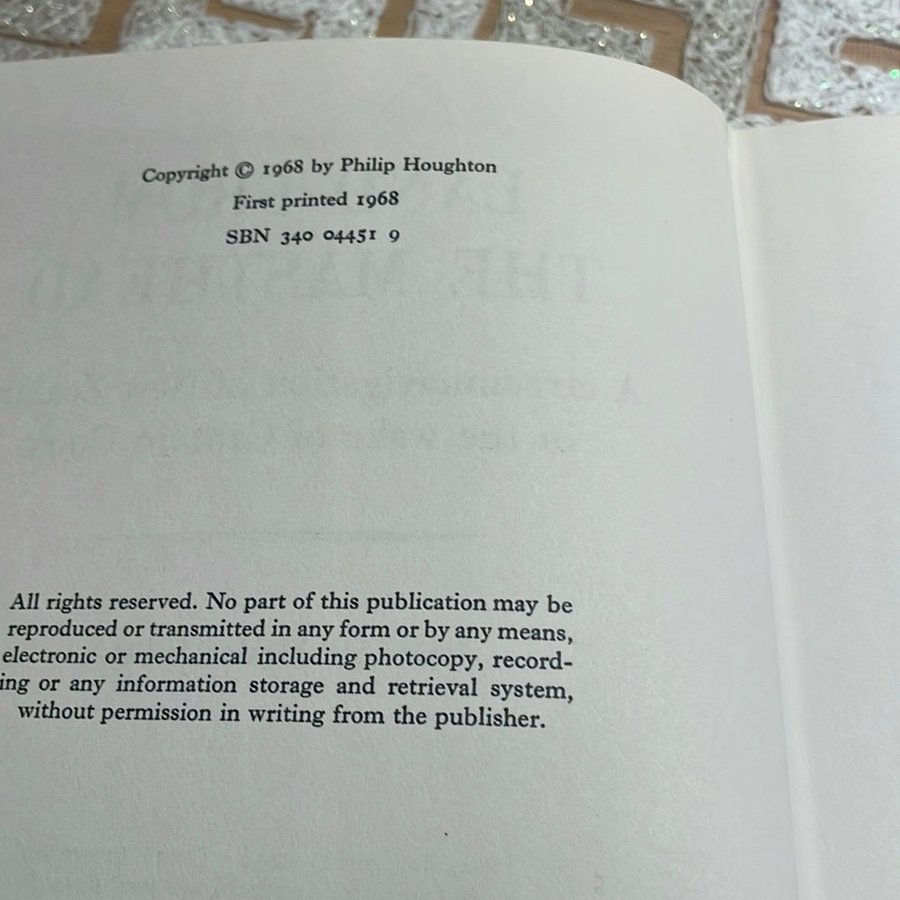 Copyright © 1968 by Philip Houghton
First printed 1968
SBN 340 04451 9
All rights reserved. No part of this publication may be
reproduced or transmitted in any form or by any means,
electronic or mechanical including photocopy, record-
ing or any information storage and retrieval system,
without permission in writing from the publisher.